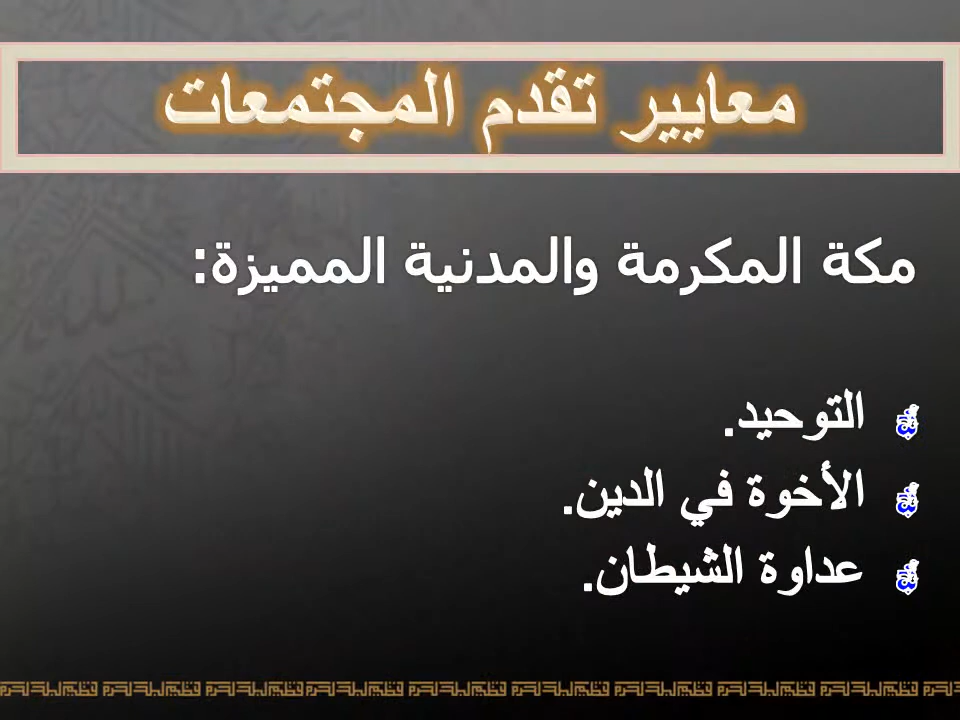 معايير تقدم المجتمعات
مكة المكرمة والمدنية المميزة:
التوحيد.
الأخوة في الدين.
عداوة الشيطان.